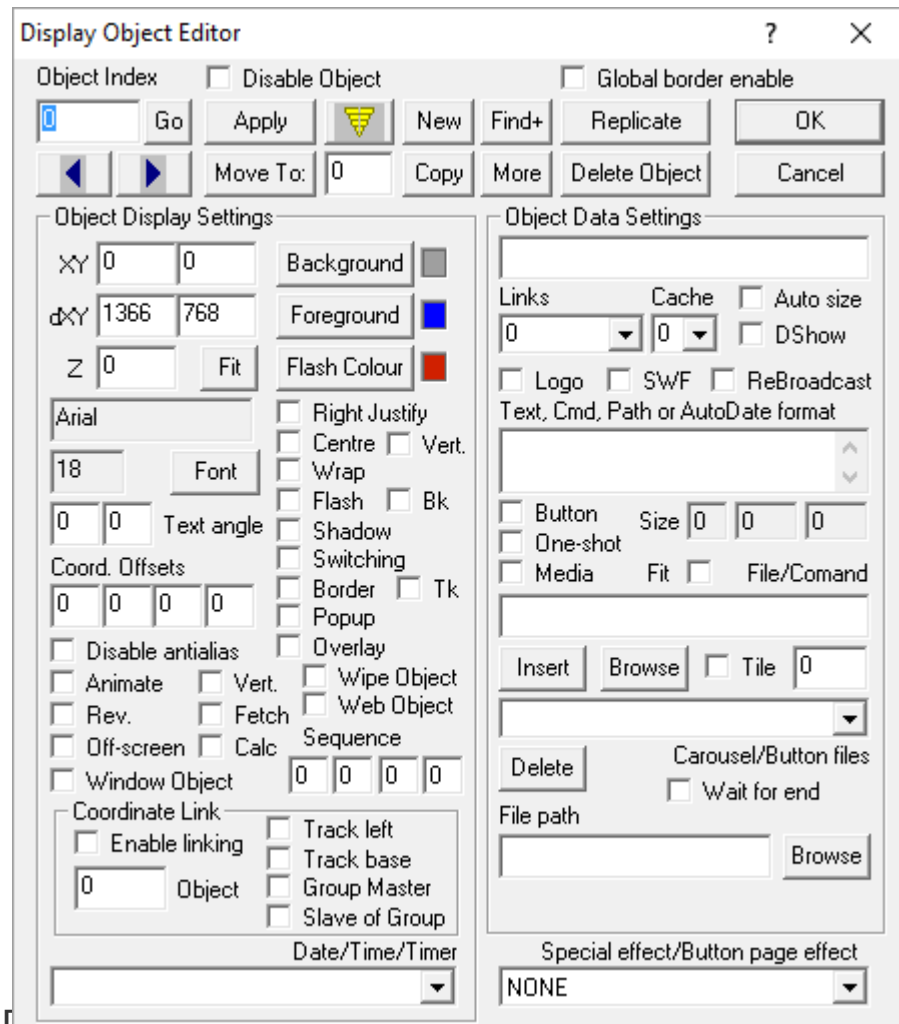 Display Object Editor ?
Object Index Disable Object Global border enable
0 Go Apply New Find+ Replicate OK
Move To: 0 Copy More Delete Object Cancel
Object Display Settings
XY 0 0 Background
dXY 1366 768 Foreground
Z 0 Fit Flash Colour
Arial
18 Font
0 0 Text angle
Coord. Offsets
0 0 0 0
Right Justify
Centre Vert.
Wrap
Flash Bk
Shadow
Switching
Border Tk
Popup
Overlay
Disable antialias
Animate Vert.
Rev. Fetch
Off-screen Calc
Window Object
Wipe Object
Web Object
Sequence
0 0 0 0
Coordinate Link
Enable linking
0 Object
Track left
Track base
Group Master
Slave of Group
Date/Time/Timer
Object Data Settings
Links Cache Auto size
0 0 DShow
Logo SWF ReBroadcast
Text, Cmd, Path or AutoDate format
Button Size 0 0 0
One-shot
Media Fit File/Comand
Insert Browse Tile 0
Delete Carousel/Button files
Wait for end
File path
Browse
Special effect/Button page effect
NONE